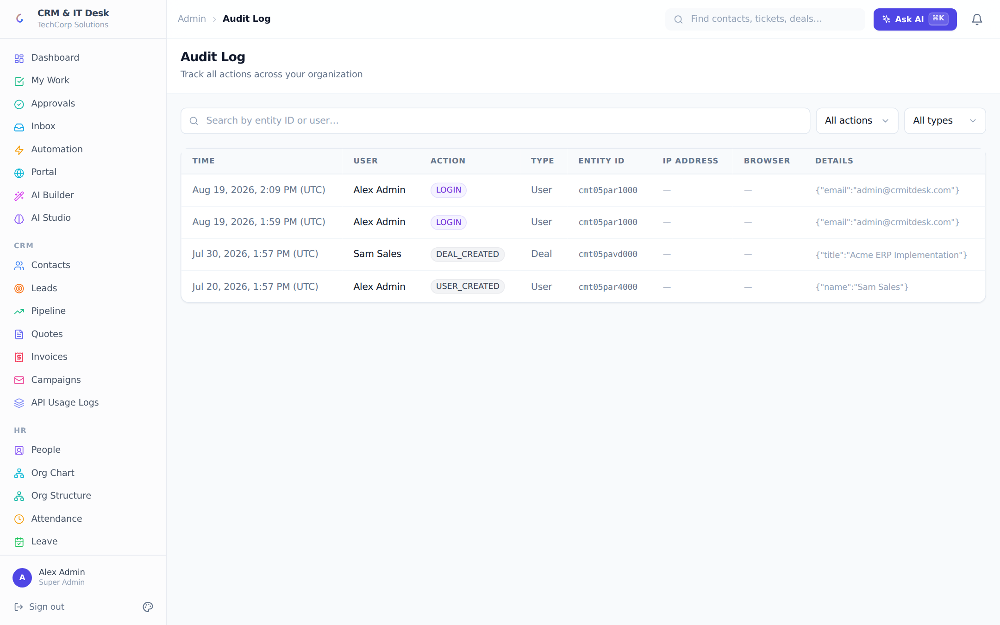 CRM & IT Desk
TechCorp Solutions
Dashboard
My Work
Approvals
Inbox
Automation
Portal
AI Builder
AI Studio
CRM
Contacts
Leads
Pipeline
Quotes
Invoices
Campaigns
API Usage Logs
HR
People
Org Chart
Org Structure
Attendance
Leave
A
Alex Admin
Super Admin
Sign out
Admin > Audit Log
Find contacts, tickets, deals...
Ask AI ⌘K
Audit Log
Track all actions across your organization
Search by entity ID or user...
All actions
All types
TIME USER ACTION TYPE ENTITY ID IP ADDRESS BROWSER DETAILS
Aug 19, 2026, 2:09 PM (UTC) Alex Admin LOGIN User cmt05par1000 — — {"email":"admin@crmitdesk.com"}
Aug 19, 2026, 1:59 PM (UTC) Alex Admin LOGIN User cmt05par1000 — — {"email":"admin@crmitdesk.com"}
Jul 30, 2026, 1:57 PM (UTC) Sam Sales DEAL_CREATED Deal cmt05pavd000 — — {"title":"Acme ERP Implementation"}
Jul 20, 2026, 1:57 PM (UTC) Alex Admin USER_CREATED User cmt05par4000 — — {"name":"Sam Sales"}